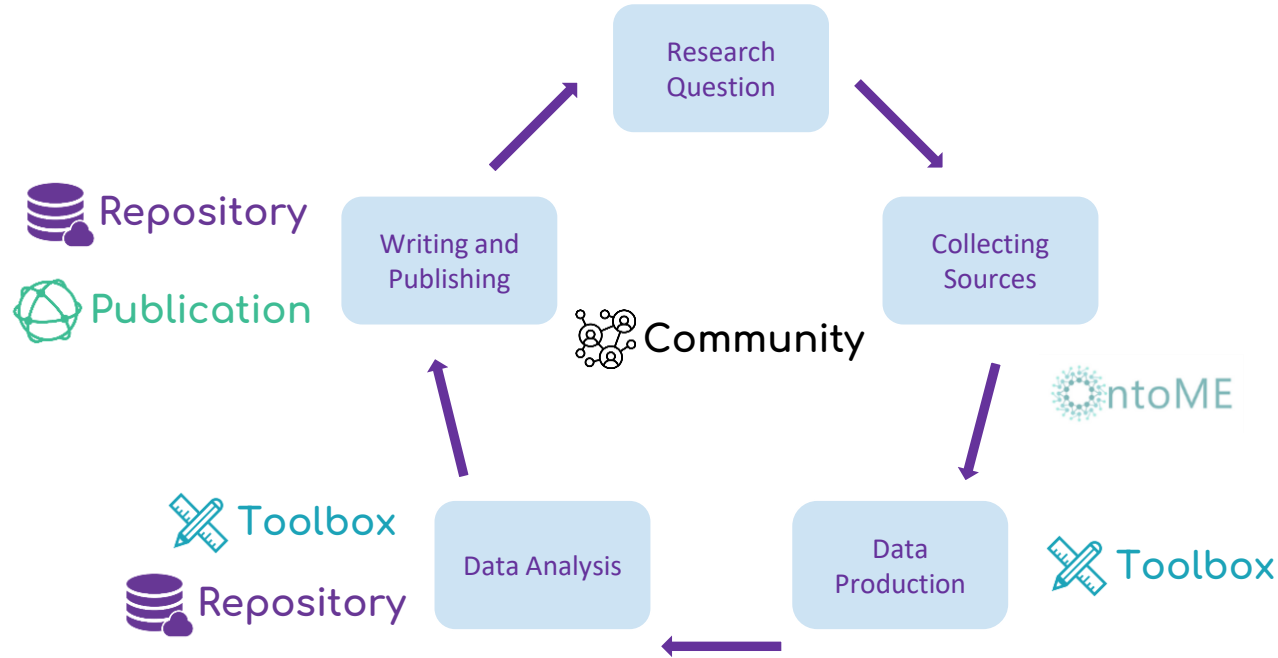 Research
Question
Repository
Writing and
Publishing
Collecting
Sources
Publication
Community
OntoME
Toolbox
Data Analysis
Data
Production
Toolbox
Repository